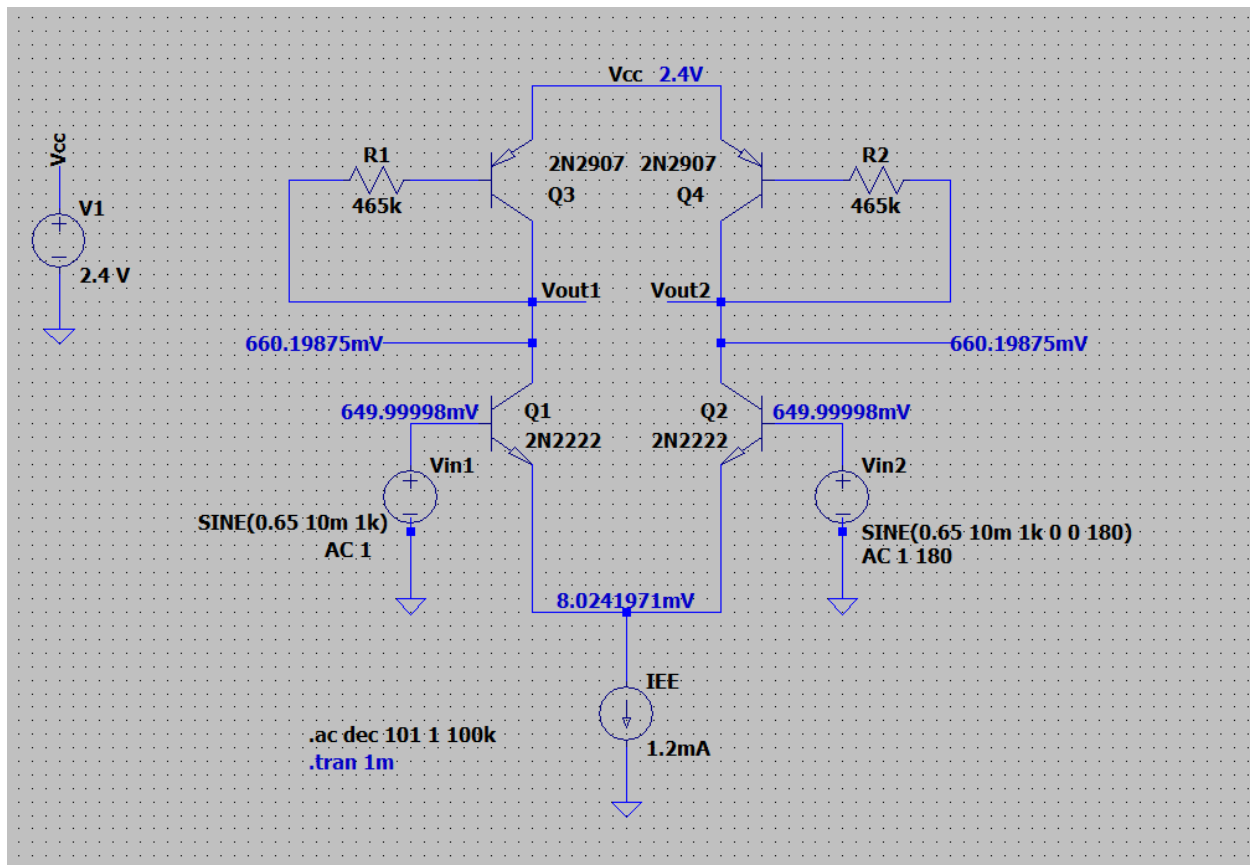 Vcc 2.4V
Vcc
R1
2N2907
2N2907
R2
465k
Q3
Q4
465k
V1
2.4 V
Vout1
Vout2
660.19875mV
660.19875mV
649.99998mV
Q1
Q2
649.99998mV
2N2222
2N2222
Vin1
Vin2
SINE(0.65 10m 1k)
SINE(0.65 10m 1k 0 0 180)
AC 1
AC 1 180
8.0241971mV
IEE
1.2mA
.ac dec 101 1 100k
.tran 1m